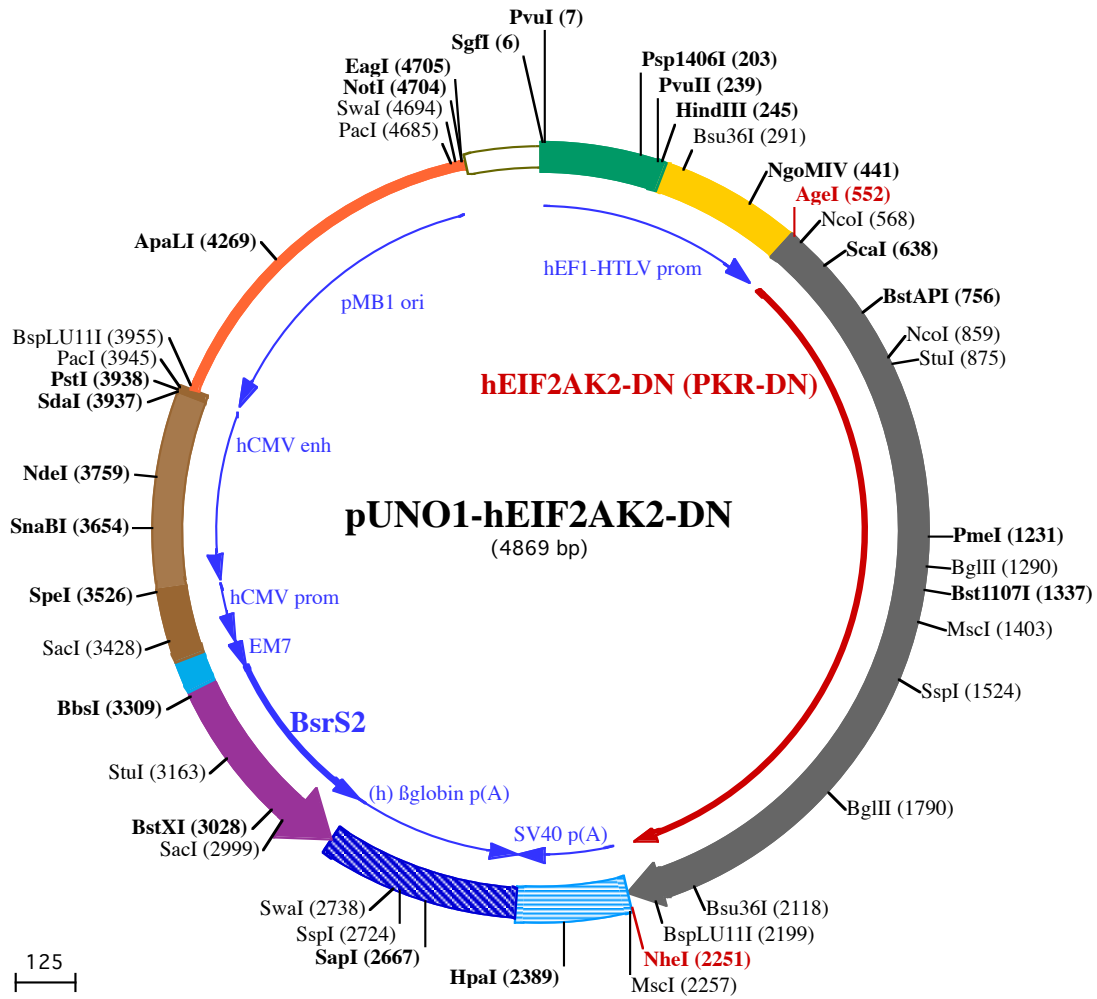 PvuI (7)
SgfI (6)
EagI (4705)
NotI (4704)
SwaI (4694)
PacI (4685)
Psp1406I (203)
PvuII (239)
HindIII (245)
Bsu36I (291)
NgoMIV (441)
AgeI (552)
NcoI (568)
ScaI (638)
BstAPI (756)
NcoI (859)
StuI (875)
ApaLI (4269)
hEF1-HTLV prom
pMB1 ori
BspLU11I (3955)
PacI (3945)
PstI (3938)
SdaI (3937)
hEIF2AK2-DN (PKR-DN)
hCMV enh
NdeI (3759)
SnaBI (3654)
pUNO1-hEIF2AK2-DN
(4869 bp)
PmeI (1231)
BglII (1290)
Bst1107I (1337)
MscI (1403)
SspI (1524)
SpeI (3526)
hCMV prom
SacI (3428)
EM7
BbsI (3309)
BsrS2
StuI (3163)
BglII (1790)
(h) ßglobin p(A)
BstXI (3028)
SacI (2999)
SV40 p(A)
SwaI (2738)
SspI (2724)
SapI (2667)
HpaI (2389)
Bsu36I (2118)
BspLU11I (2199)
NheI (2251)
MscI (2257)
125